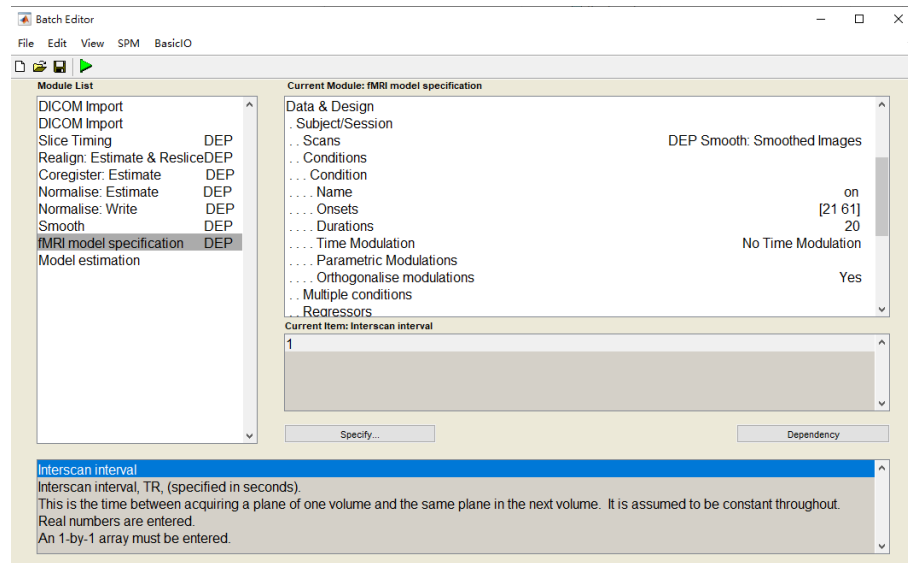 Batch Editor
File Edit View SPM BasicIO
Module List
DICOM Import
DICOM Import
Slice Timing DEP
Realign: Estimate & Reslice DEP
Coregister: Estimate DEP
Normalise: Estimate DEP
Normalise: Write DEP
Smooth DEP
fMRI model specification DEP
Model estimation
Current Module: fMRI model specification
Data & Design
. Subject/Session
. . Scans DEP Smooth: Smoothed Images
. . Conditions
. . . Condition
. . . . Name on
. . . . Onsets [21 61]
. . . . Durations 20
. . . . Time Modulation No Time Modulation
. . . . Parametric Modulations
. . . . Orthogonalise modulations Yes
. . Multiple conditions
. . Regressors
Current Item: Interscan interval
1
Specify... Dependency
Interscan interval
Interscan interval, TR, (specified in seconds).
This is the time between acquiring a plane of one volume and the same plane in the next volume. It is assumed to be constant throughout.
Real numbers are entered.
An 1-by-1 array must be entered.